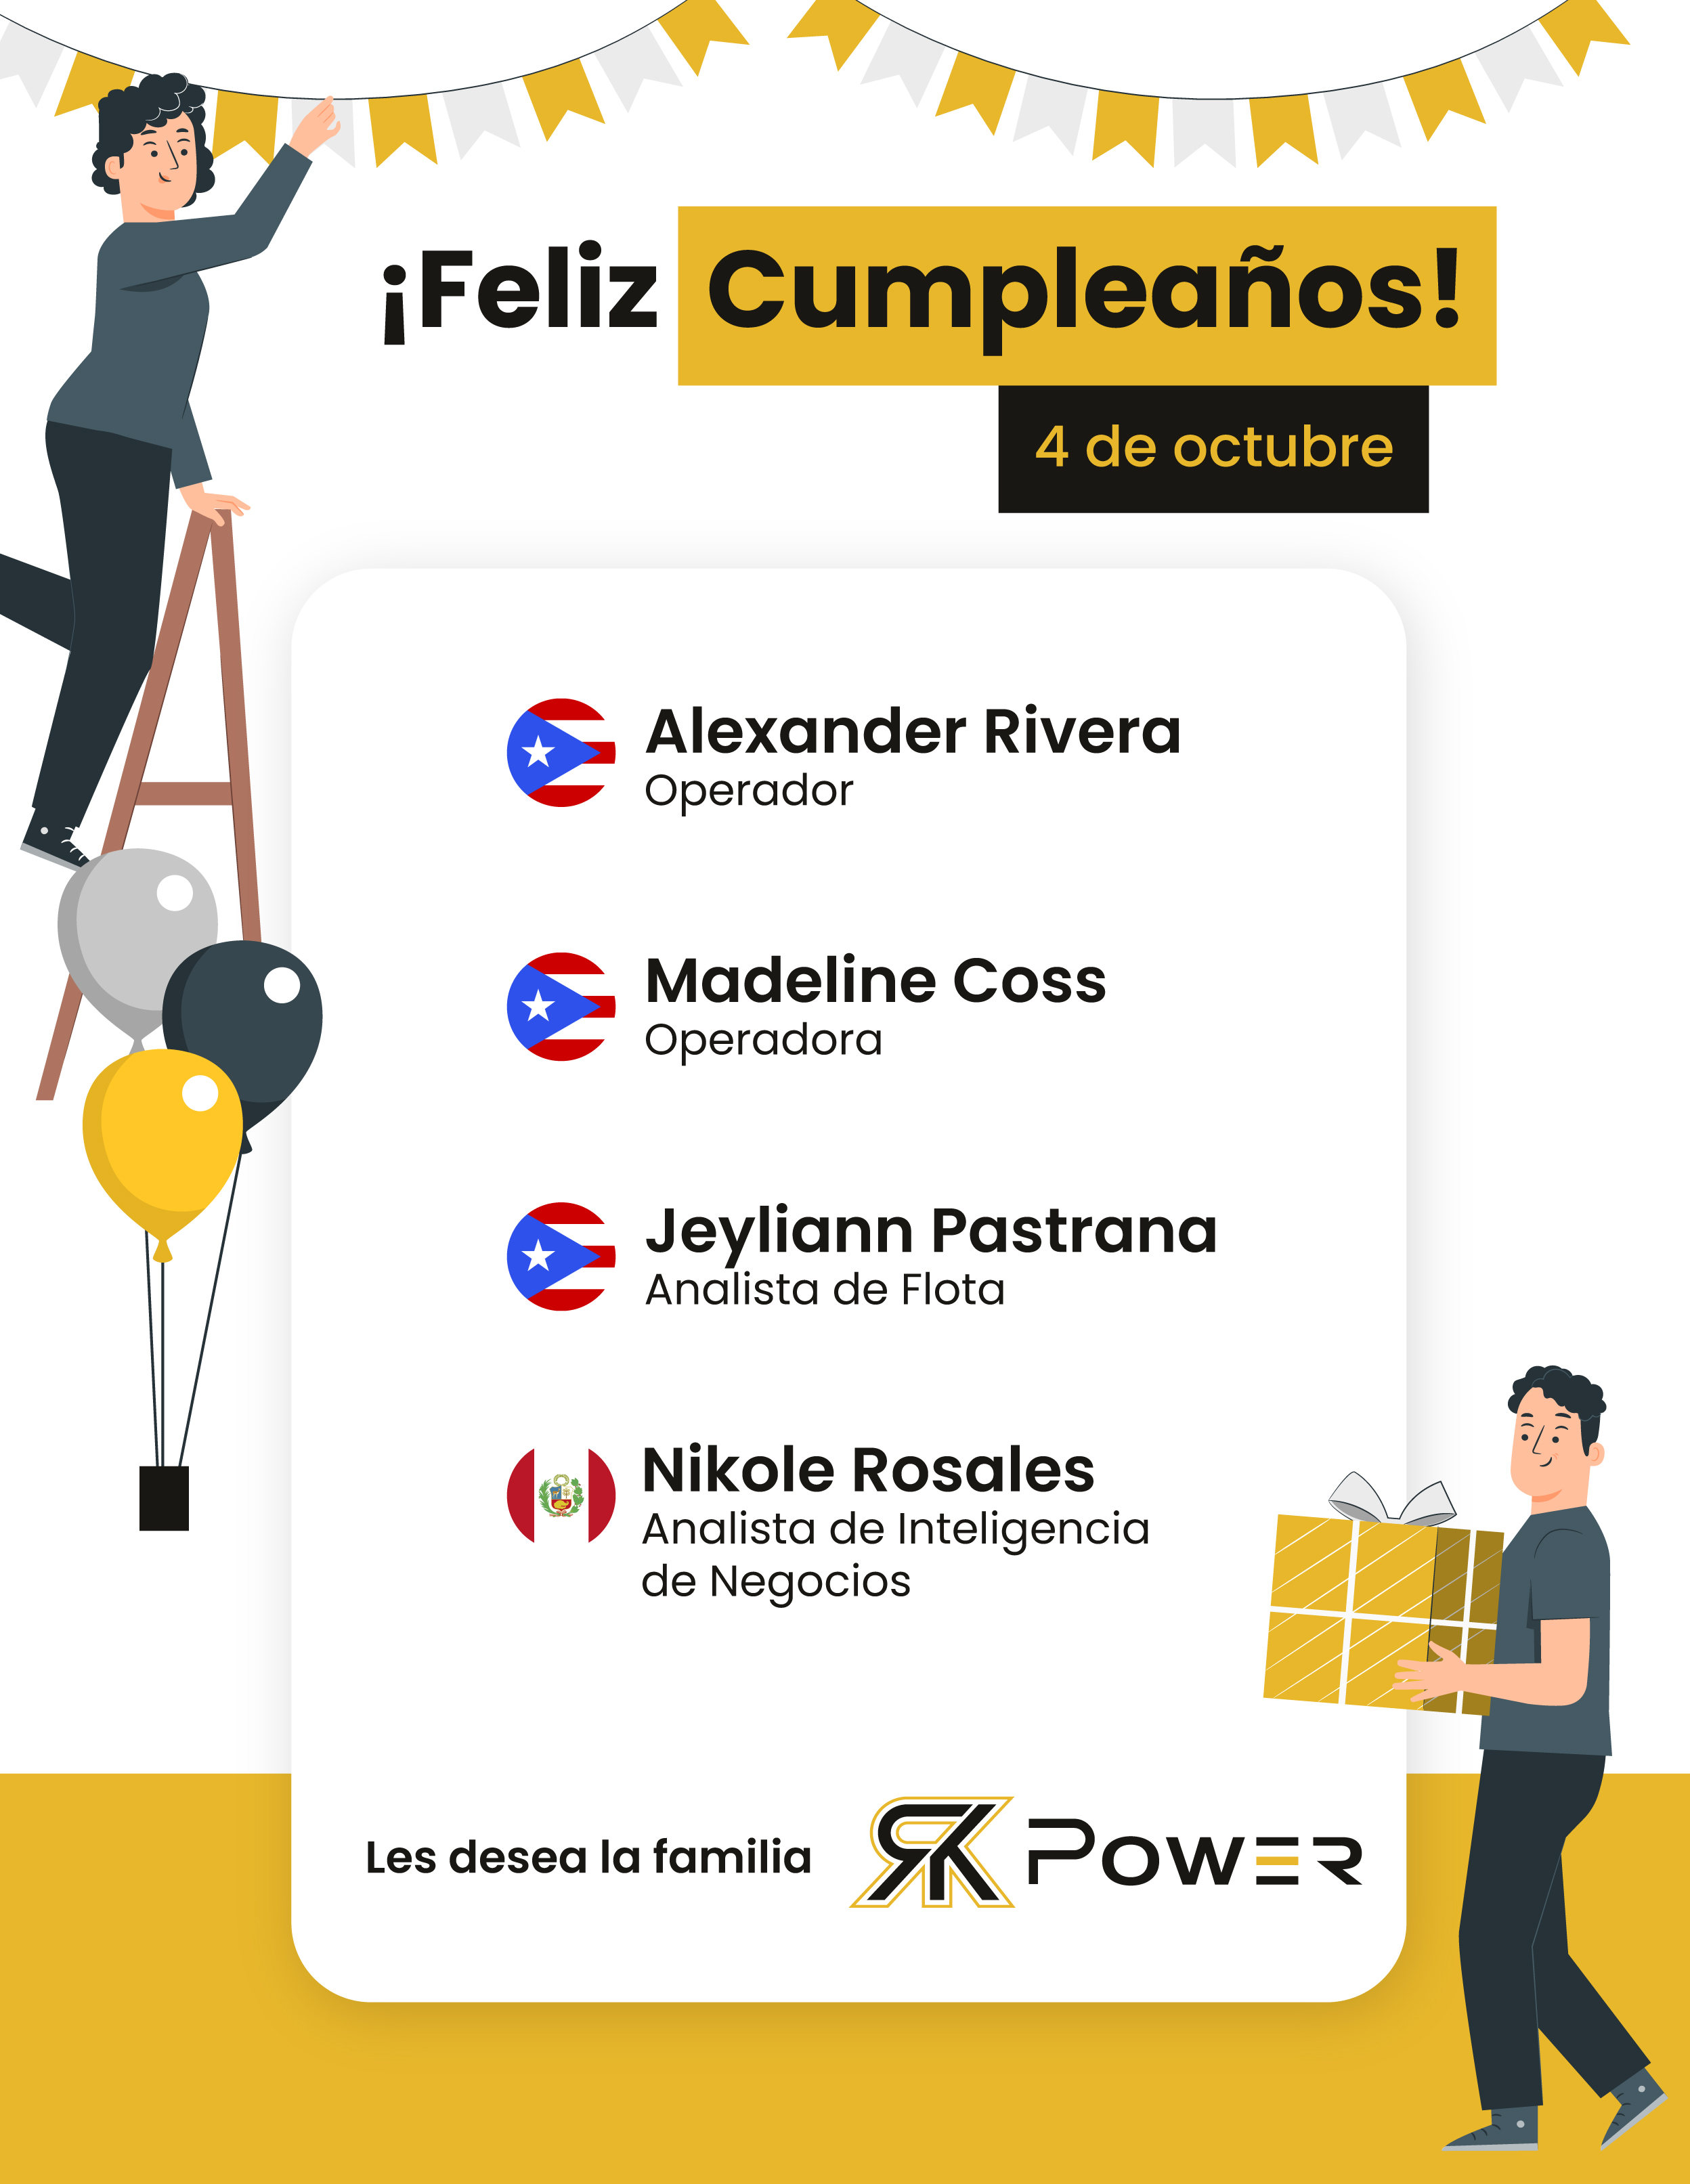 ¡Feliz Cumpleaños!
4 de octubre
Alexander Rivera
Operador
Madeline Coss
Operadora
Jeyliann Pastrana
Analista de Flota
Nikole Rosales
Analista de Inteligencia
de Negocios
Les desea la familia RK Power